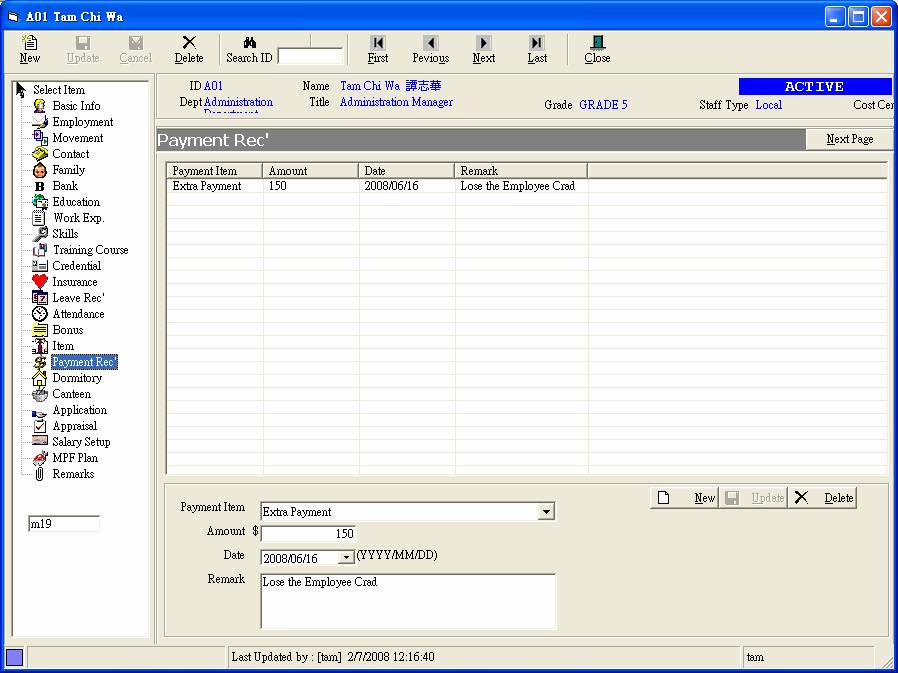 A01 Tam Chi Wa
New Update Cancel Delete Search ID First Pevious Next Last Close
Select Item
Basic Info
Employment
Movement
Contact
Family
Bank
Education
Work Exp.
Skills
Training Course
Credential
Insurance
Leave Rec'
Attendance
Bonus
Item
Payment Rec'
Dormitory
Canteen
Application
Appraisal
Salary Setup
MPF Plan
Remarks
m19
ID A01 Name Tam Chi Wa 譚志華 ACTIVE
Dept Administration Title Administration Manager Grade GRADE 5 Staff Type Local Cost Cen
Department
Payment Rec' Next Page
Payment Item Amount Date Remark
Extra Payment 150 2008/06/16 Lose the Employee Crad
New Update Delete
Payment Item Extra Payment
Amount $ 150
Date 2008/06/16 (YYYY/MM/DD)
Remark Lose the Employee Crad
Last Updated by : [tam] 2/7/2008 12:16:40 tam